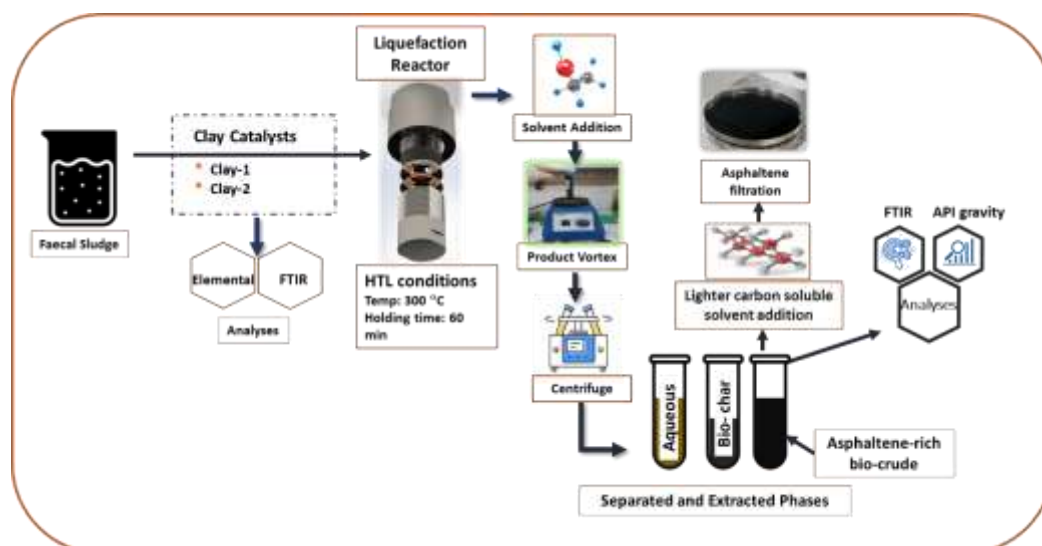 Faecal Sludge
Clay Catalysts
• Clay-1
• Clay-2
Elemental
FTIR
Analyses
Liquefaction
Reactor
HTL conditions
Temp: 300 °C
Holding time: 60
min
Solvent Addition
Product Vortex
Centrifuge
Asphaltene
filtration
Lighter carbon soluble
solvent addition
FTIR
API gravity
Analyses
Aqueous
Bio- char
Asphaltene-rich
bio-crude
Separated and Extracted Phases